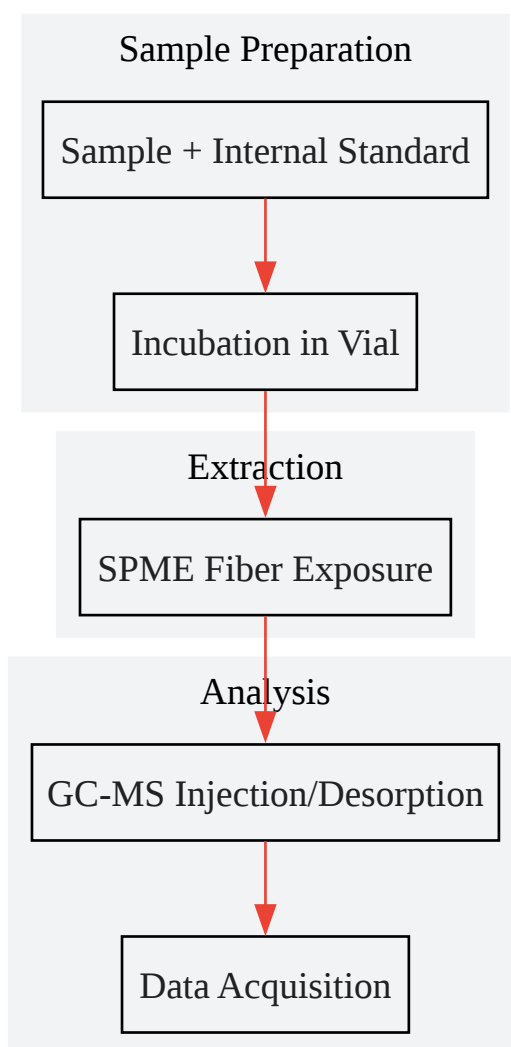 Sample Preparation
Sample + Internal Standard
Incubation in Vial
Extraction
SPME Fiber Exposure
Analysis
GC-MS Injection/Desorption
Data Acquisition